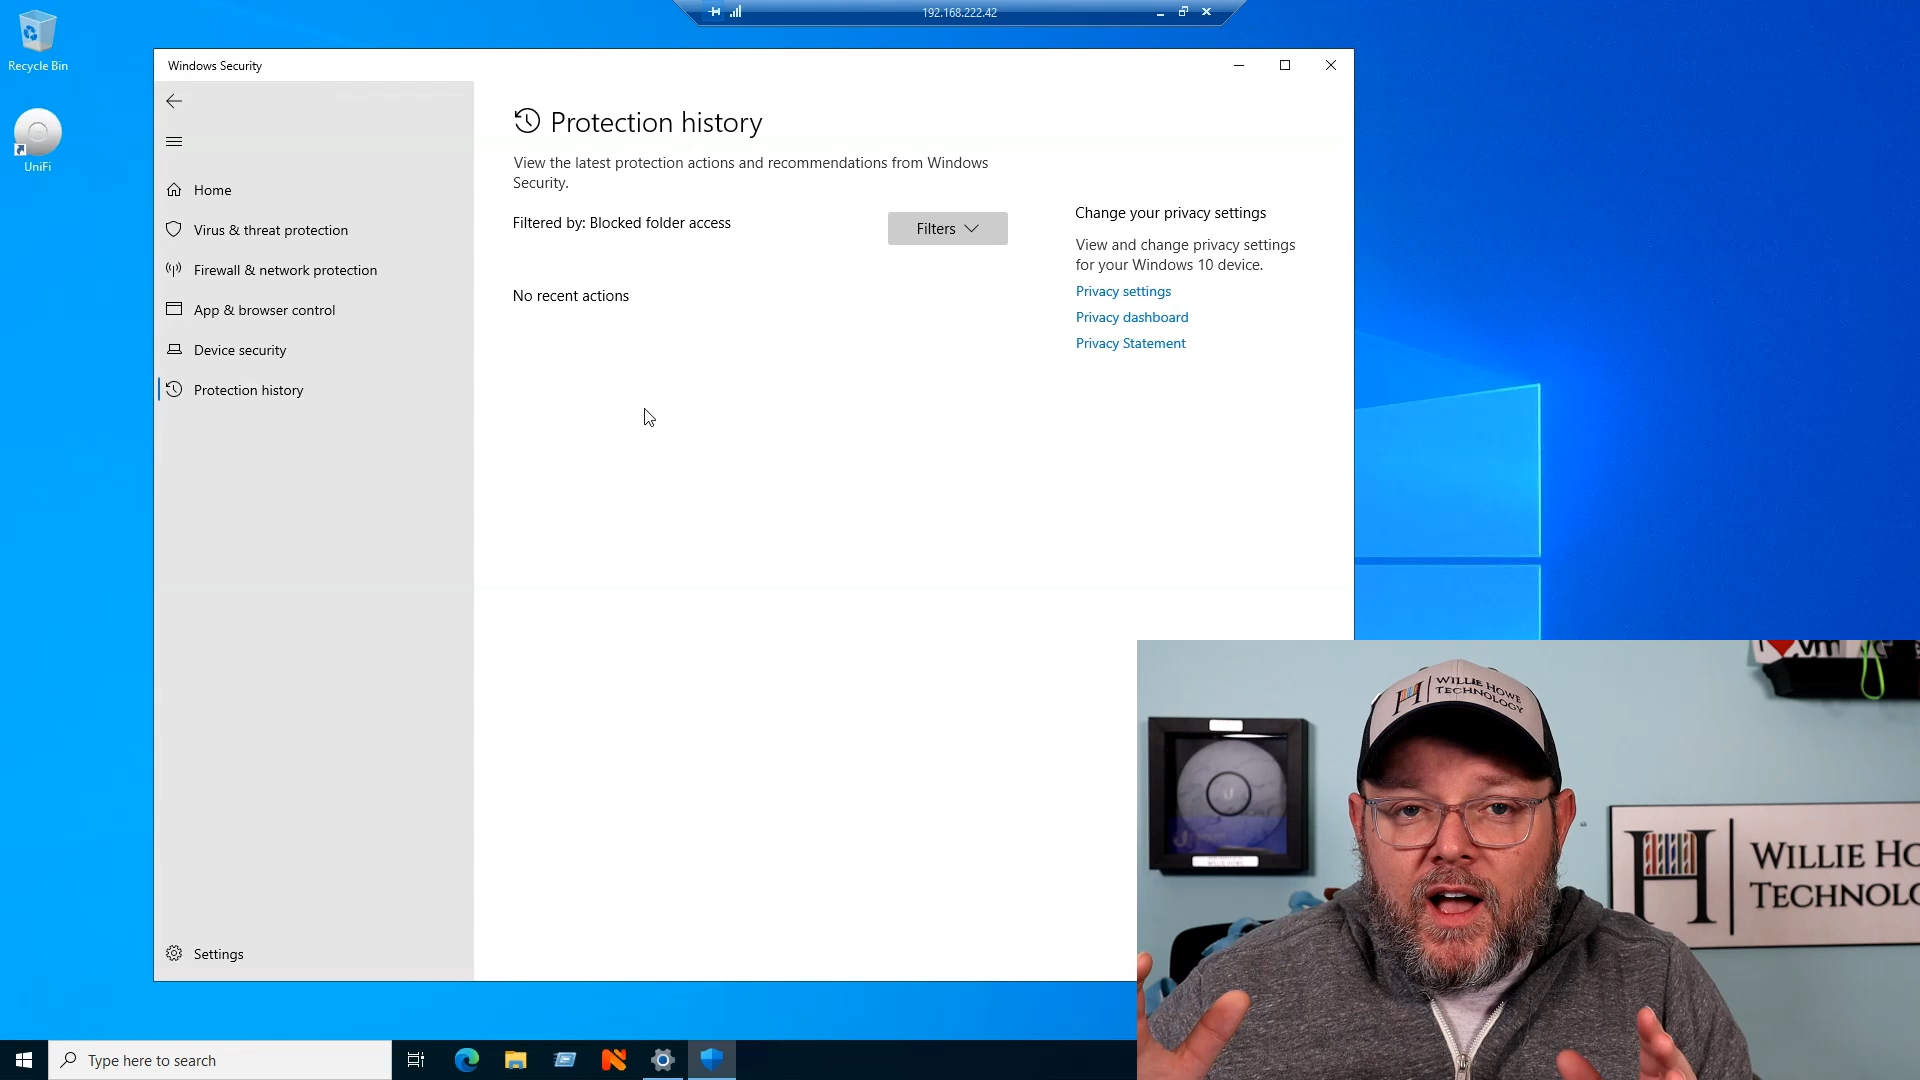 192.168.222.42
Recycle Bin
UniFi
Windows Security
Home
Virus & threat protection
Firewall & network protection
App & browser control
Device security
Protection history
Settings
Protection history
View the latest protection actions and recommendations from Windows
Security.
Filtered by: Blocked folder access
Filters
No recent actions
Change your privacy settings
View and change privacy settings
for your Windows 10 device.
Privacy settings
Privacy dashboard
Privacy Statement
WILLIE HOWE
TECHNOLOGY
vm
WILLIE HO
TECHNOLO
Type here to search